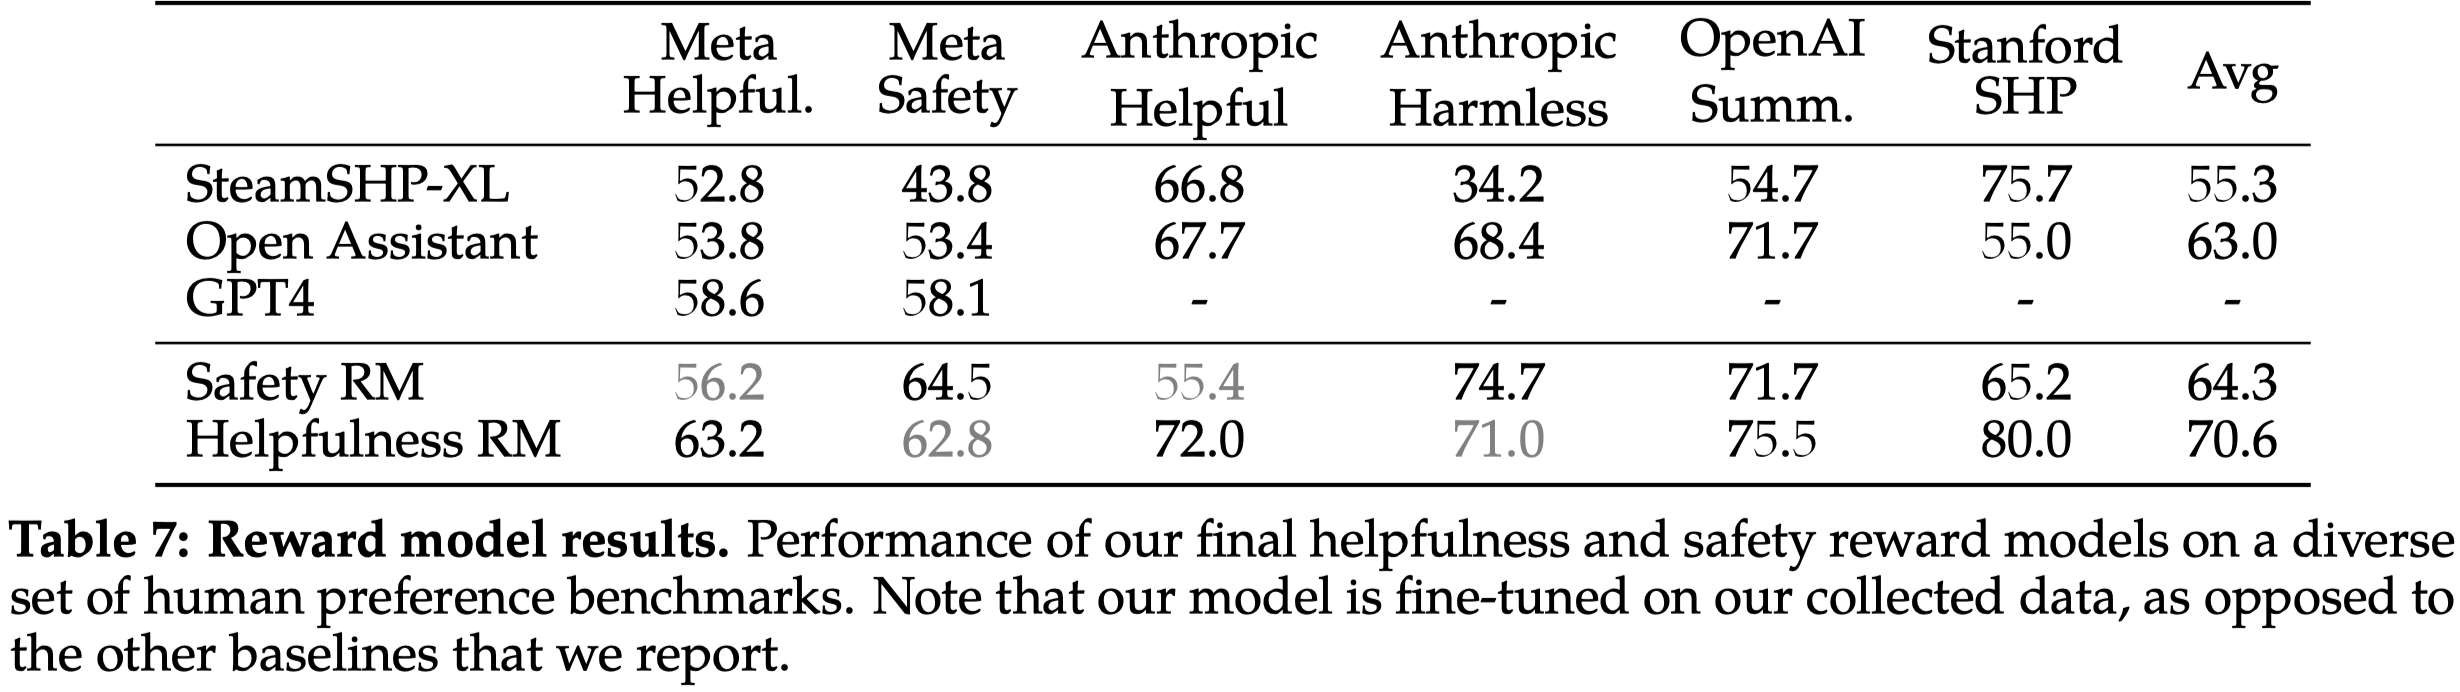 Meta Helpful. Meta Safety Anthropic Helpful Anthropic Harmless OpenAI Summ. Stanford SHP Avg
SteamSHP-XL 52.8 43.8 66.8 34.2 54.7 75.7 55.3
Open Assistant 53.8 53.4 67.7 68.4 71.7 55.0 63.0
GPT4 58.6 58.1 - - - - -
Safety RM 56.2 64.5 55.4 74.7 71.7 65.2 64.3
Helpfulness RM 63.2 62.8 72.0 71.0 75.5 80.0 70.6
Table 7: Reward model results. Performance of our final helpfulness and safety reward models on a diverse
set of human preference benchmarks. Note that our model is fine-tuned on our collected data, as opposed to
the other baselines that we report.